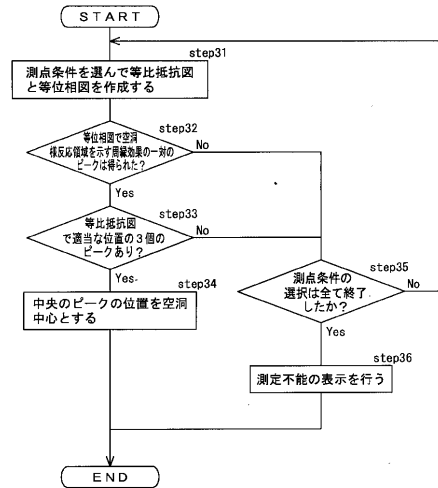 START
step31
測点条件を選んで等比抵抗図
と等位相図を作成する
step32
等位相図で空洞
様反応領域を示す周縁効果の一対の
ピークは得られた？
No
Yes
step33
等比抵抗図
で適当な位置の3個の
ピークあり？
No
Yes
step34
中央のピークの位置を空洞
中心とする
step35
測点条件の
選択は全て終了
したか？
No
Yes
step36
測定不能の表示を行う
END